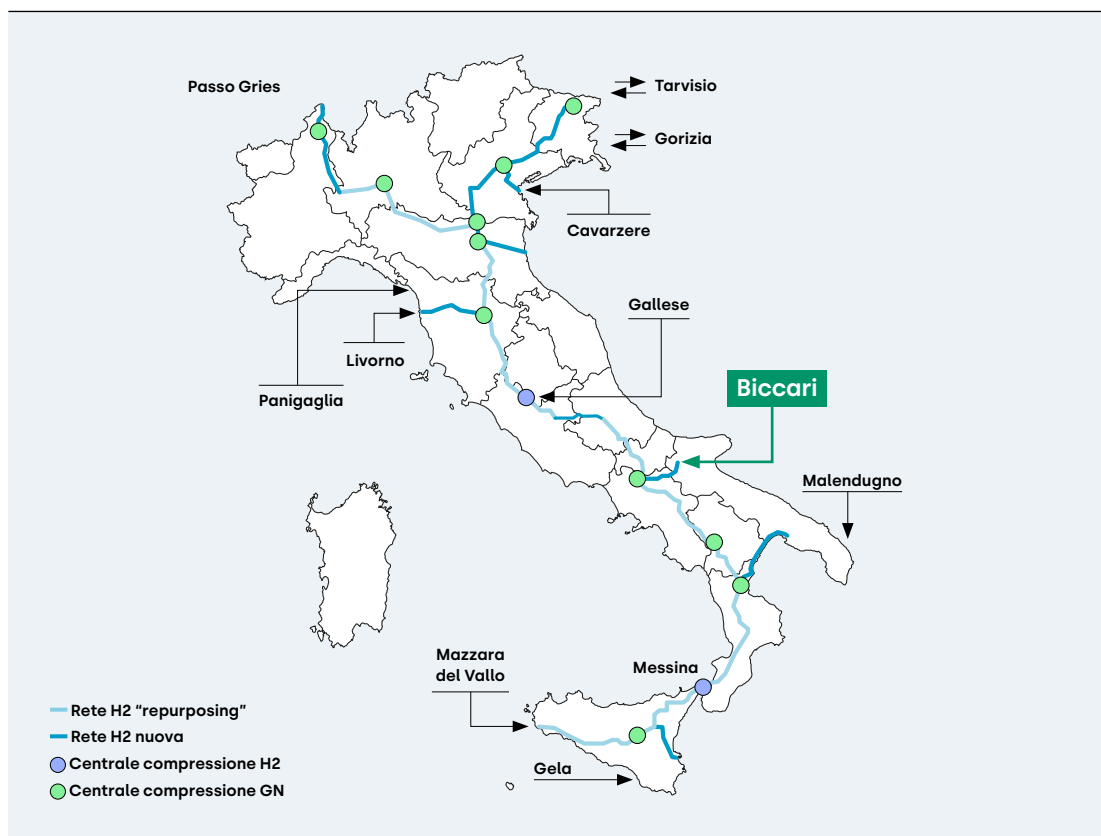 Passo Gries
Tarvisio
Gorizia
Cavarzere
Gallese
Livorno
Panigaglia
Biccari
Malendugno
Mazzara
del Vallo
Messina
Gela
Rete H2 “repurposing”
Rete H2 nuova
Centrale compressione H2
Centrale compressione GN